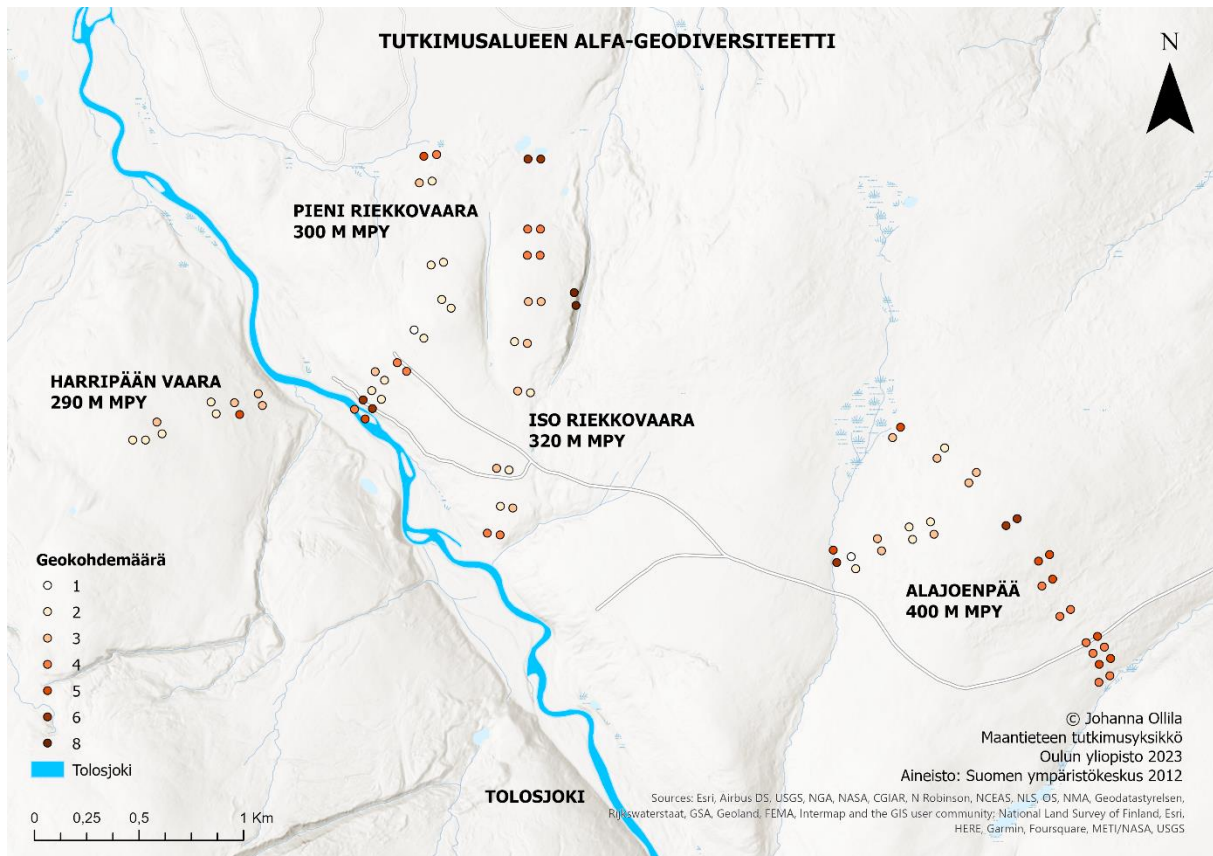 TUTKIMUSALUEEN ALFA-GEODIVERSITEETTI
N
PIENI RIEKKOVAARA
300 M MPY
HARRIPÄÄN VAARA
290 M MPY
ISO RIEKKOVAARA
320 M MPY
ALAJOENPÄÄ
400 M MPY
Geokohdemäärä
1
2
3
4
5
6
8
Tolosjoki
0 0,25 0,5 1 Km
TOLOSJOKI
© Johanna Ollila
Maantieteen tutkimusyksikkö
Oulun yliopisto 2023
Aineisto: Suomen ympäristökeskus 2012
Sources: Esri, Airbus DS, USGS, NGA, NASA, CGIAR, N Robinson, NCEAS, NLS, OS, NMA, Geodatastyrelsen,
Rijkswaterstaat, GSA, Geoland, FEMA, Intermap and the GIS user community; National Land Survey of Finland, Esri,
HERE, Garmin, Foursquare, METI/NASA, USGS